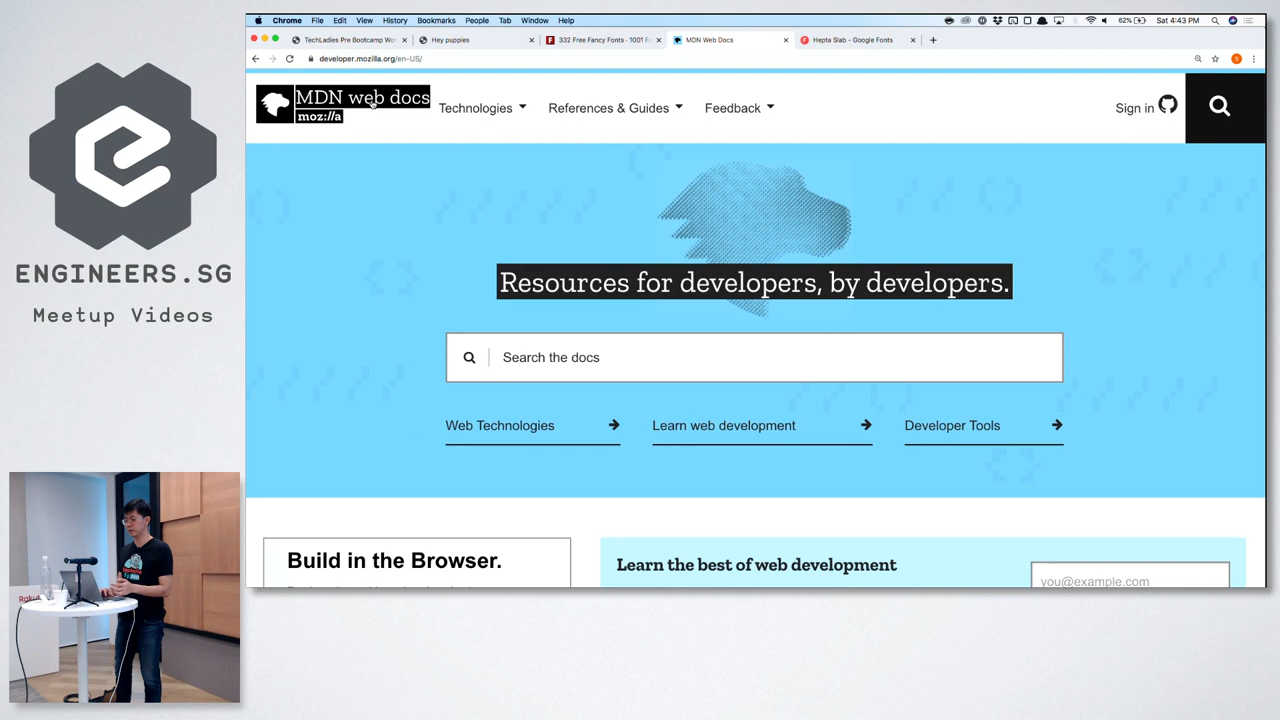 Chrome File Edit View History Bookmarks People Tab Window Help
62% Sat 4:43 PM
TechLadies Pre Bootcamp Wo
Hey puppies
332 Free Fancy Fonts · 1001 F
MDN Web Docs
Hepta Slab - Google Fonts
developer.mozilla.org/en-US/
MDN web docs
moz://a
Technologies
References & Guides
Feedback
Sign in
Resources for developers, by developers.
Search the docs
Web Technologies
Learn web development
Developer Tools
Build in the Browser.
Learn the best of web development
you@example.com
ENGINEERS.SG
Meetup Videos